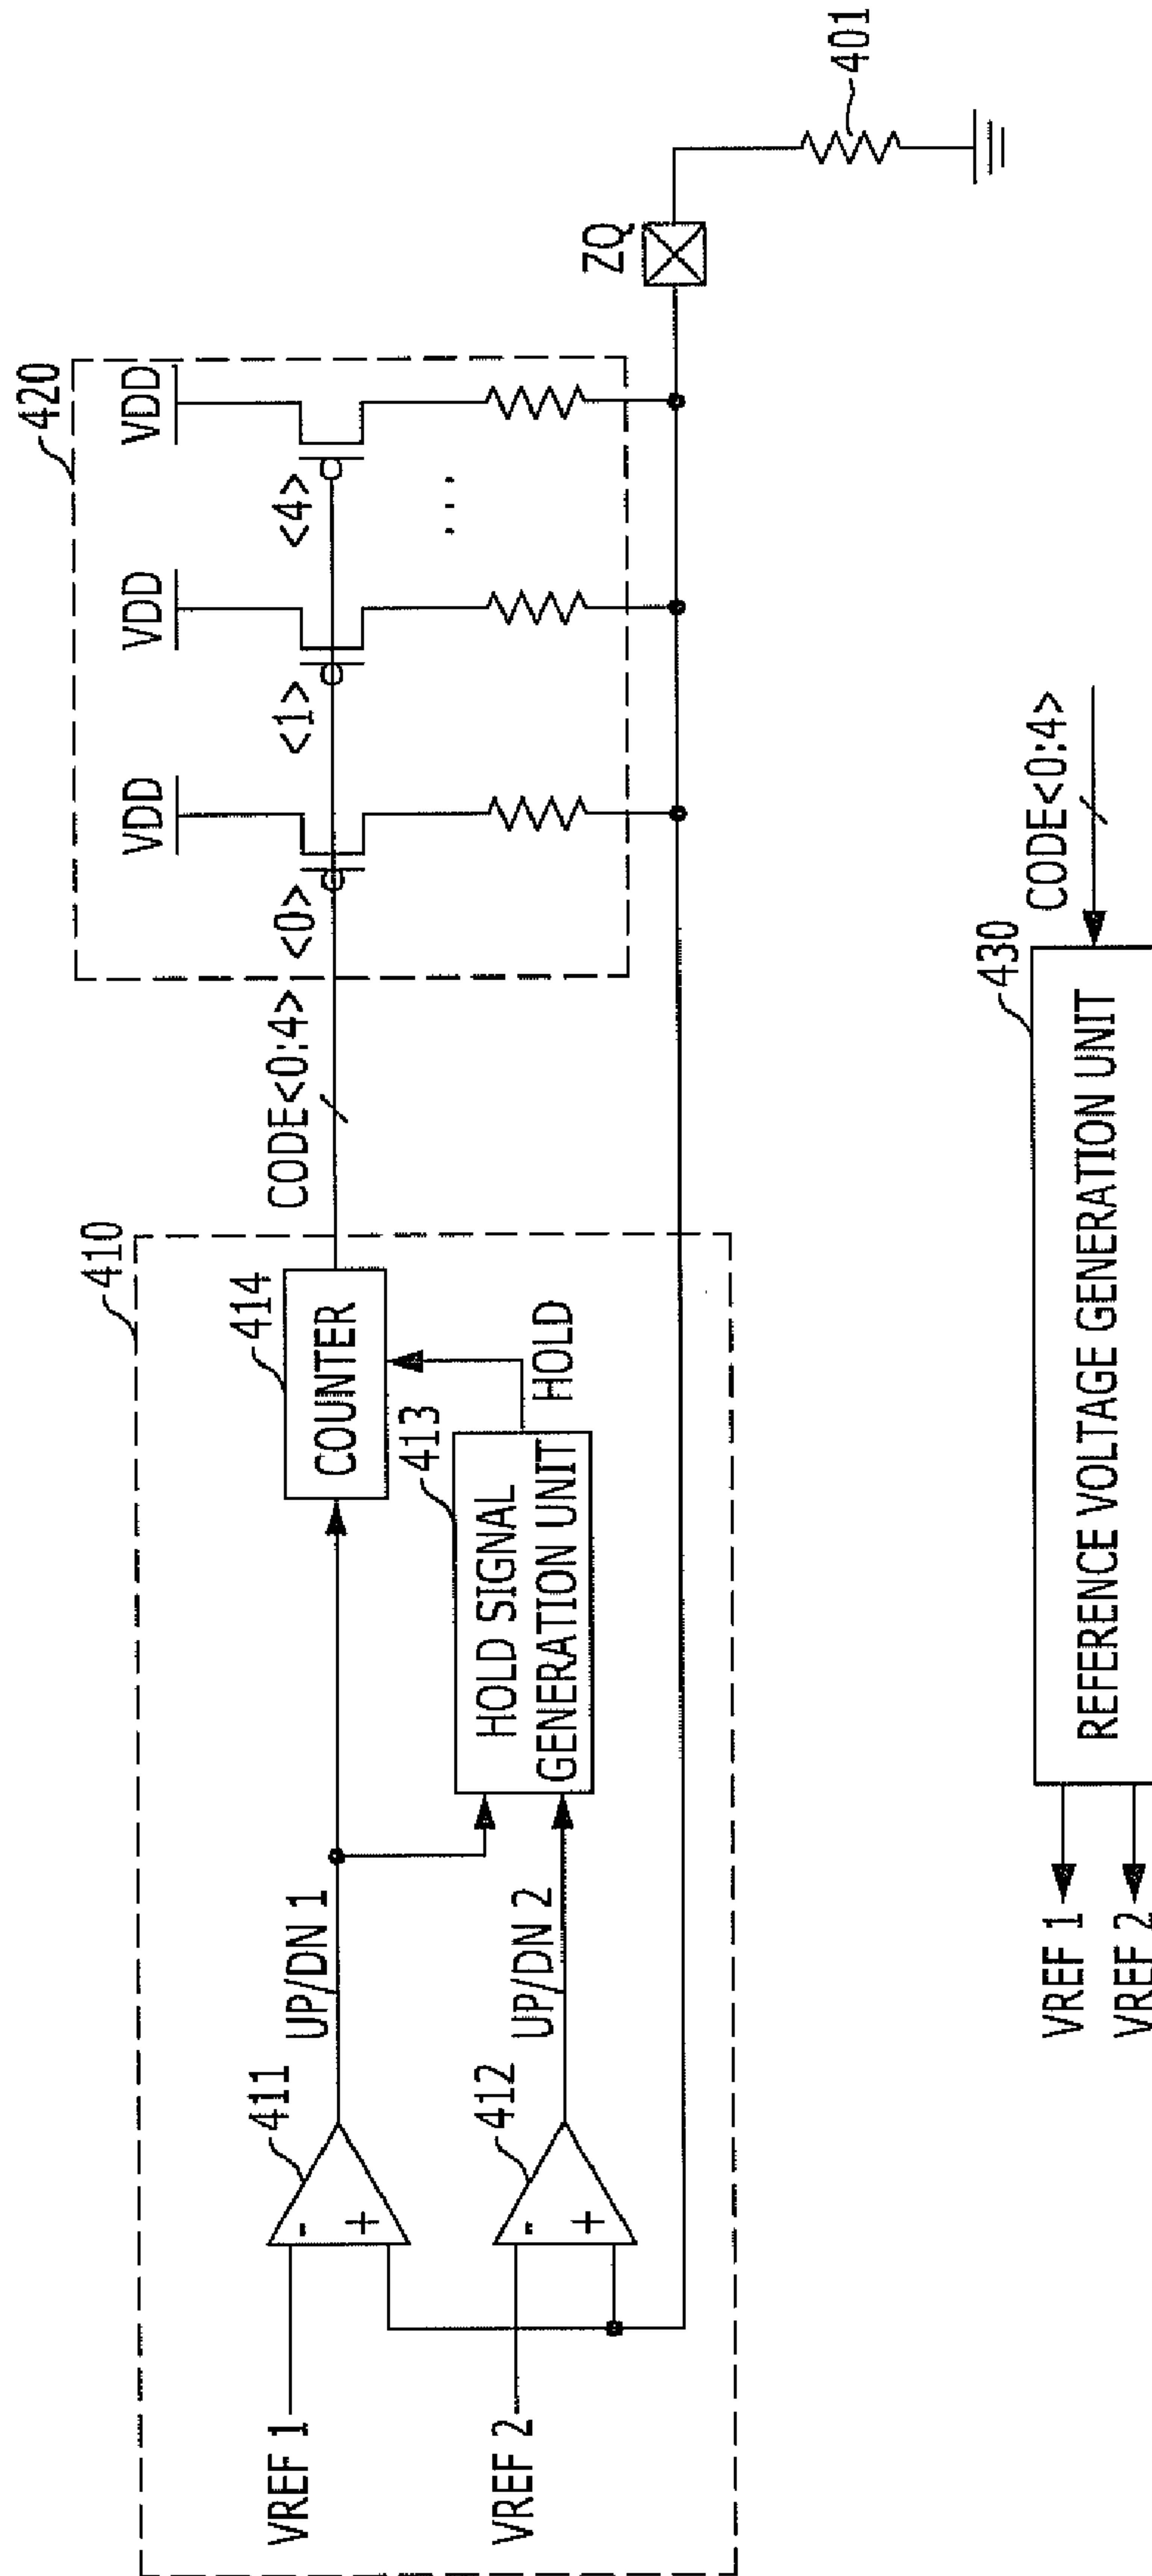 410
420
VDD
VDD
VDD
411
414
VREF 1
UP/DN 1
COUNTER
CODE<0:4>
<0>
<1>
<4>
413
412
HOLD SIGNAL
GENERATION UNIT
HOLD
VREF 2
UP/DN 2
ZQ
401
430
VREF 1
VREF 2
REFERENCE VOLTAGE GENERATION UNIT
CODE<0:4>